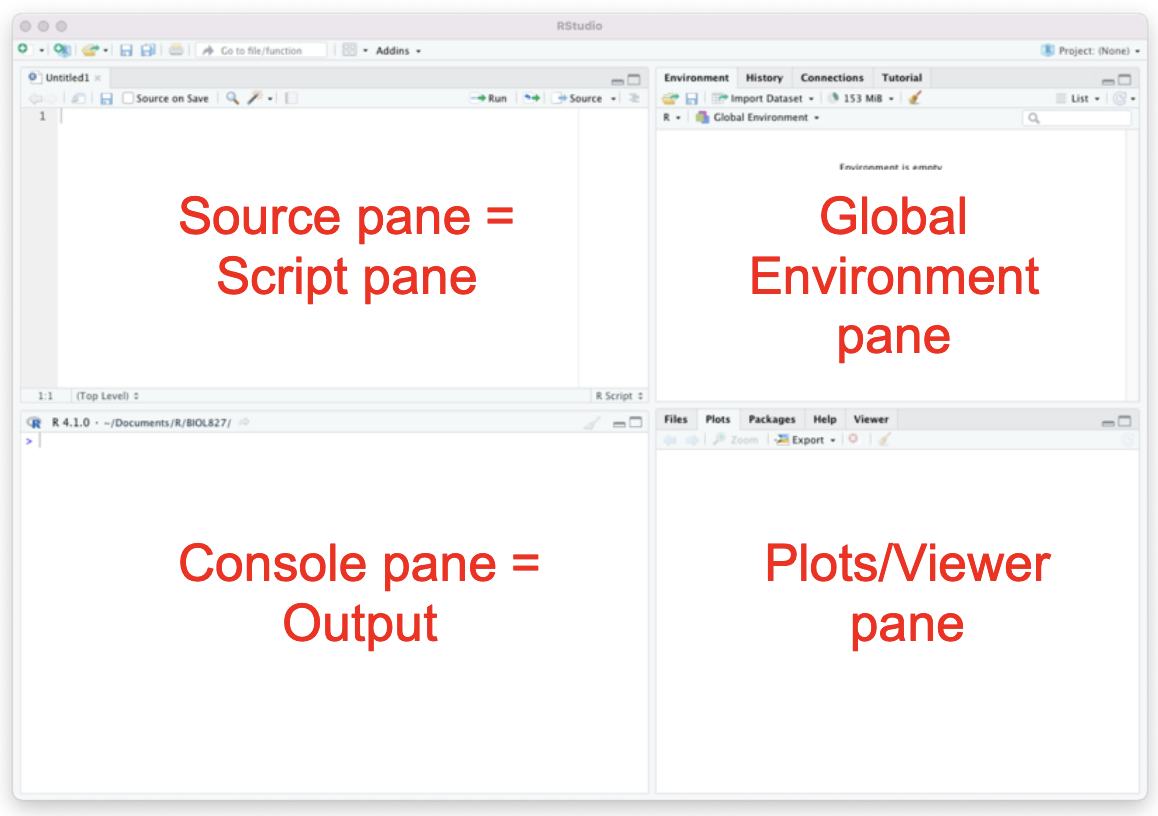 RStudio
Go to file/function Addins Project: (None)
Untitled1
Source on Save Run Source
1
Source pane =
Script pane
1:1 (Top Level) R Script
Environment History Connections Tutorial
Import Dataset 153 MiB List
R Global Environment
Environment is empty
Global
Environment
pane
R 4.1.0 · ~/Documents/R/BIOL827/
>
Console pane =
Output
Files Plots Packages Help Viewer
Zoom Export
Plots/Viewer
pane